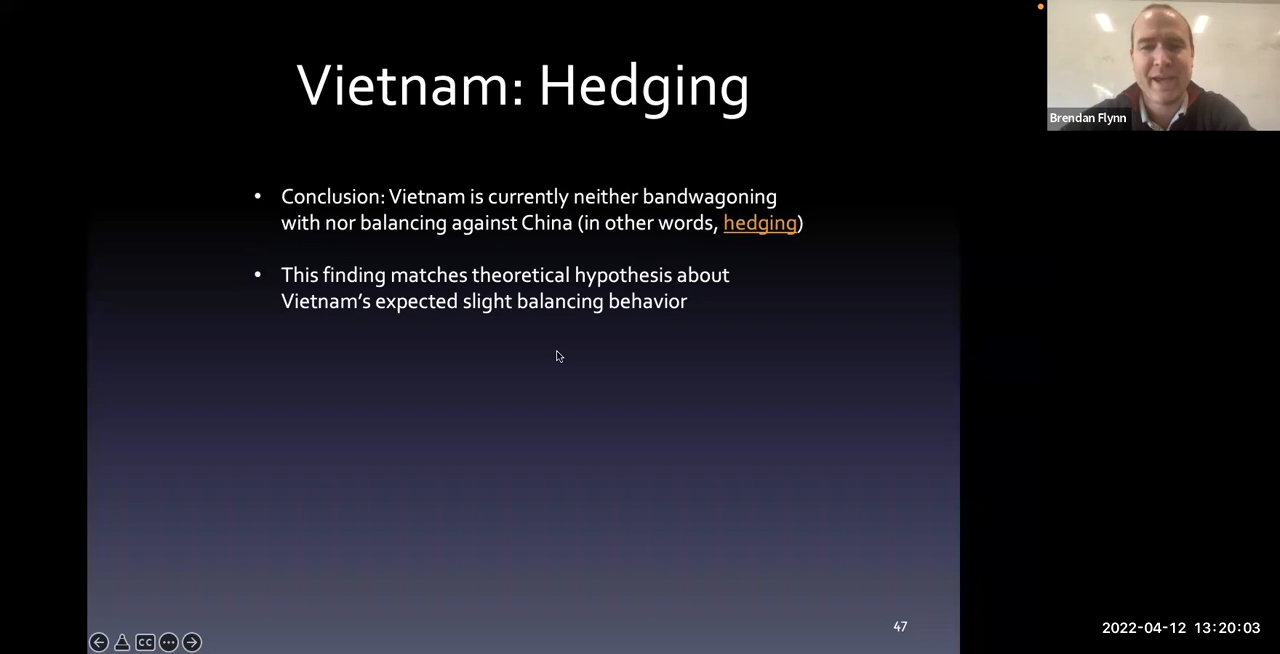 Vietnam: Hedging
Brendan Flynn
• Conclusion: Vietnam is currently neither bandwagoning
with nor balancing against China (in other words, hedging)
• This finding matches theoretical hypothesis about
Vietnam’s expected slight balancing behavior
47
CC
2022-04-12 13:20:03